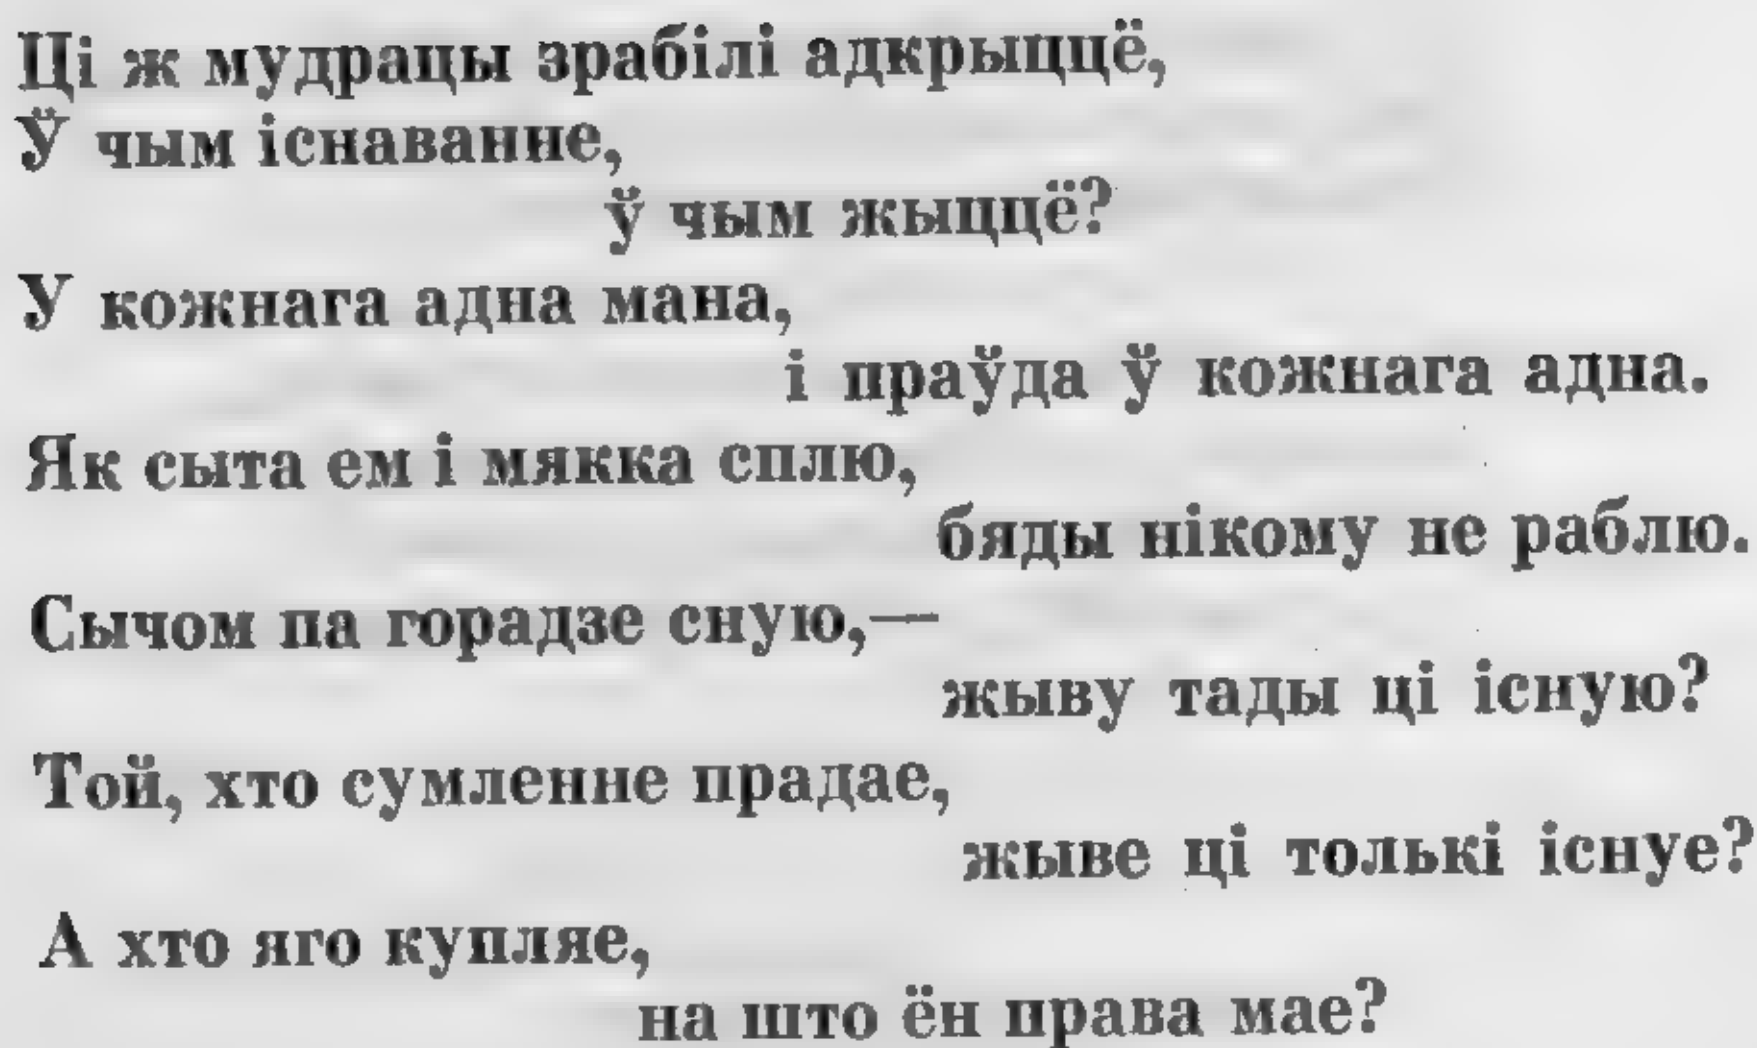 Ці ж мудрацы зрабілі адкрыццё,
Ў чым існаванне,
ў чым жыццё?
У кожнага адна мана,
і праўда ў кожнага адна.
Як сыта ем і мякка сплю,
бяды нікому не раблю.
Сычом па горадзе сную,—
жыву тады ці існую?
Той, хто сумленне прадае,
жыве ці толькі існуе?
А хто яго купляе,
на што ён права мае?